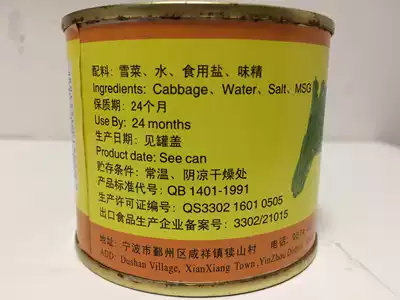 配料：雪菜、水、食用盐、味精
Ingredients: Cabbage、Water、Salt、MSG
保质期：24个月
Use By: 24 months
生产日期：见罐盖
Product date: See can
贮存条件：常温、阴凉干燥处
产品标准代号：QB 1401-1991
生产许可证编号：QS3302 1601 0505
出口食品生产企业备案号：3302/21015
地址：宁波市鄞州区咸祥镇犊山村
ADD: Dushan Village, XianXiang Town, YinZhou